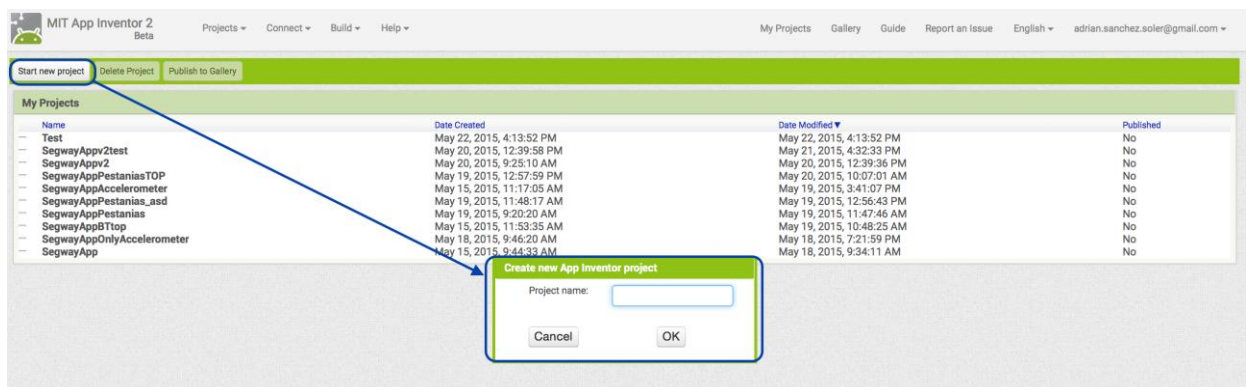 MIT App Inventor 2
Beta
Projects Connect Build Help
My Projects Gallery Guide Report an Issue English adrian.sanchez.soler@gmail.com
Start new project Delete Project Publish to Gallery
My Projects
Name Date Created Date Modified Published
Test May 22, 2015, 4:13:52 PM May 22, 2015, 4:13:52 PM No
SegwayAppv2test May 20, 2015, 12:39:58 PM May 21, 2015, 4:32:33 PM No
SegwayAppv2 May 20, 2015, 9:25:10 AM May 20, 2015, 12:39:36 PM No
SegwayAppPestaniasTOP May 19, 2015, 12:57:59 PM May 20, 2015, 10:07:01 AM No
SegwayAppAccelerometer May 15, 2015, 11:17:05 AM May 19, 2015, 3:41:07 PM No
SegwayAppPestanias_asd May 19, 2015, 11:48:17 AM May 19, 2015, 12:56:43 PM No
SegwayAppPestanias May 19, 2015, 9:20:20 AM May 19, 2015, 11:47:46 AM No
SegwayAppBTtop May 15, 2015, 11:53:35 AM May 19, 2015, 10:48:25 AM No
SegwayAppOnlyAccelerometer May 18, 2015, 9:46:20 AM May 18, 2015, 7:21:59 PM No
SegwayApp May 15, 2015, 9:44:33 AM May 18, 2015, 9:34:11 AM No
Create new App Inventor project
Project name:
Cancel OK